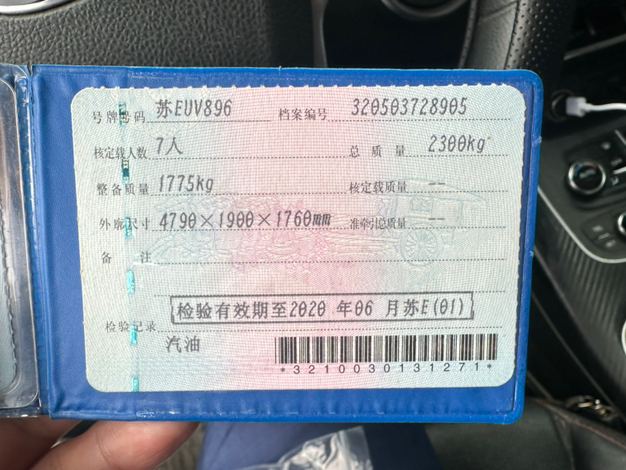 号牌号码 苏EUV896 档案编号 320503728905
核定载人数 7人 总质量 2300kg
整备质量 1775kg 核定载质量 --
外廓尺寸 4790×1900×1760mm 准牵引总质量 --
备注
检验有效期至2020年06月苏E(01)
检验记录
汽油
*3210030131271*